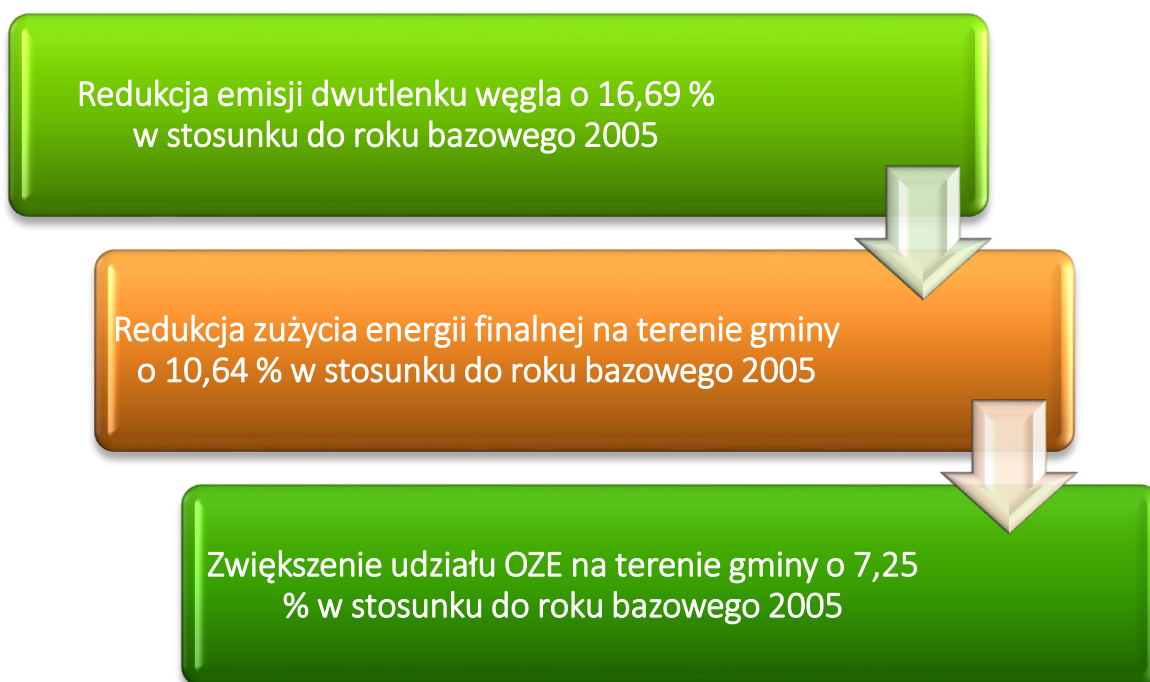 Redukcja emisji dwutlenku węgla o 16,69 %
w stosunku do roku bazowego 2005
Redukcja zużycia energii finalnej na terenie gminy
o 10,64 % w stosunku do roku bazowego 2005
Zwiększenie udziału OZE na terenie gminy o 7,25
% w stosunku do roku bazowego 2005